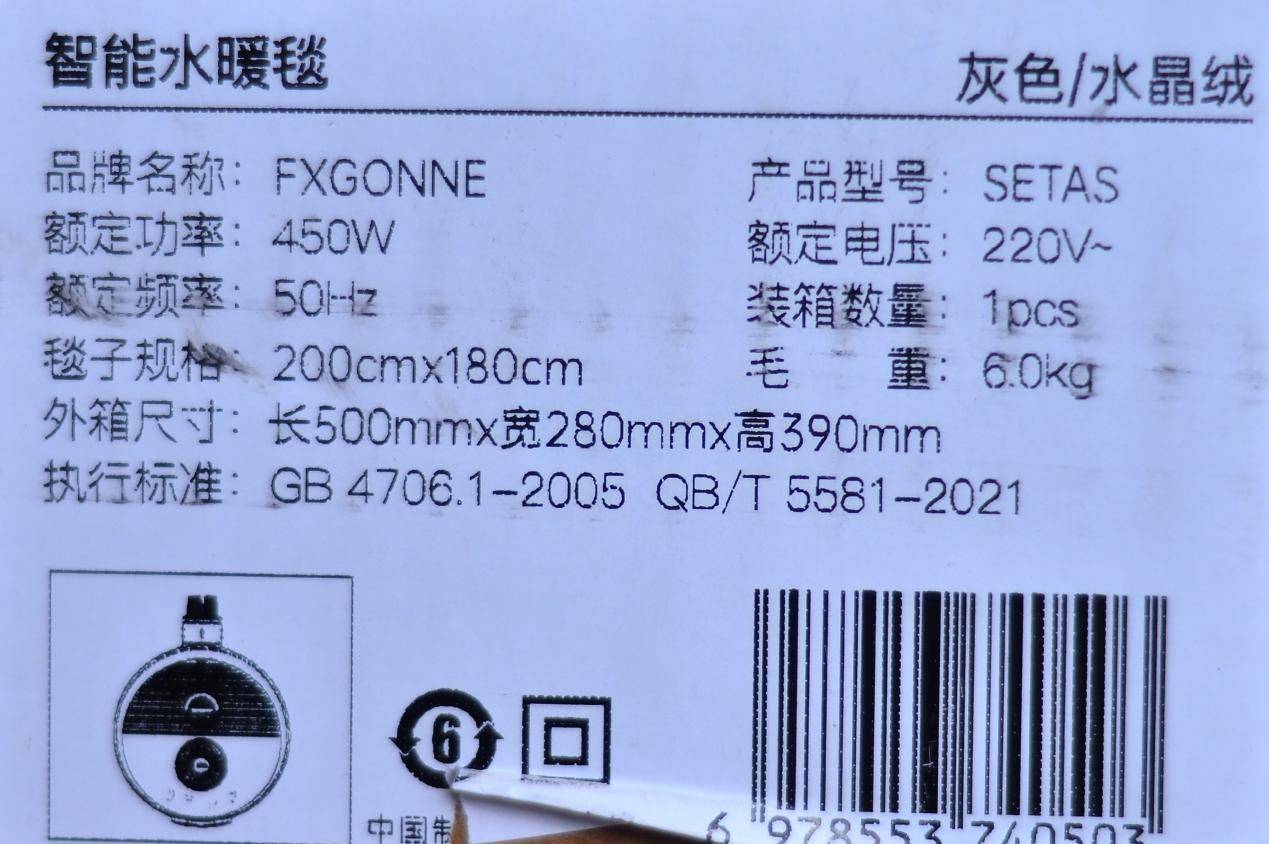 智能水暖毯 灰色/水晶绒
品牌名称：FXGONNE 产品型号：SETAS
额定功率：450W 额定电压：220V~
额定频率：50Hz 装箱数量：1pcs
毯子规格：200cmx180cm 毛 重：6.0kg
外箱尺寸：长500mmx宽280mmx高390mm
执行标准：GB 4706.1-2005 QB/T 5581-2021
6
中国制
6 978553 740503